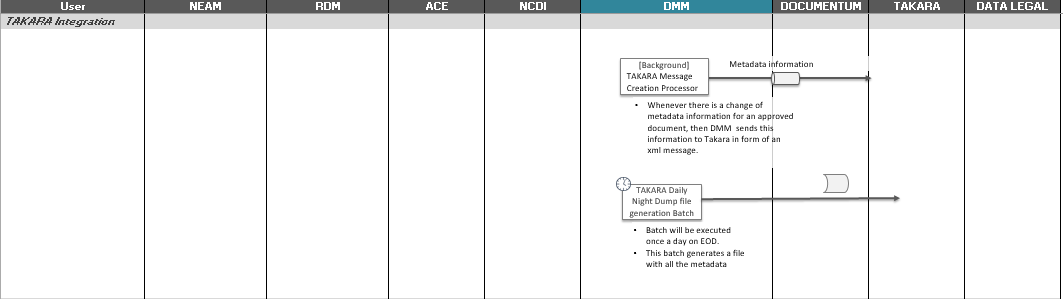 User NEAM RDM ACE NCDI DMM DOCUMENTUM TAKARA DATA LEGAL
TAKARA Integration
[Background]
TAKARA Message
Creation Processor
Metadata information
• Whenever there is a change of
metadata information for an approved
document, then DMM sends this
information to Takara in form of an
xml message.
TAKARA Daily
Night Dump file
generation Batch
• Batch will be executed
once a day on EOD.
• This batch generates a file
with all the metadata